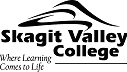 Skagit Valley
College
Where Learning
Comes to Life